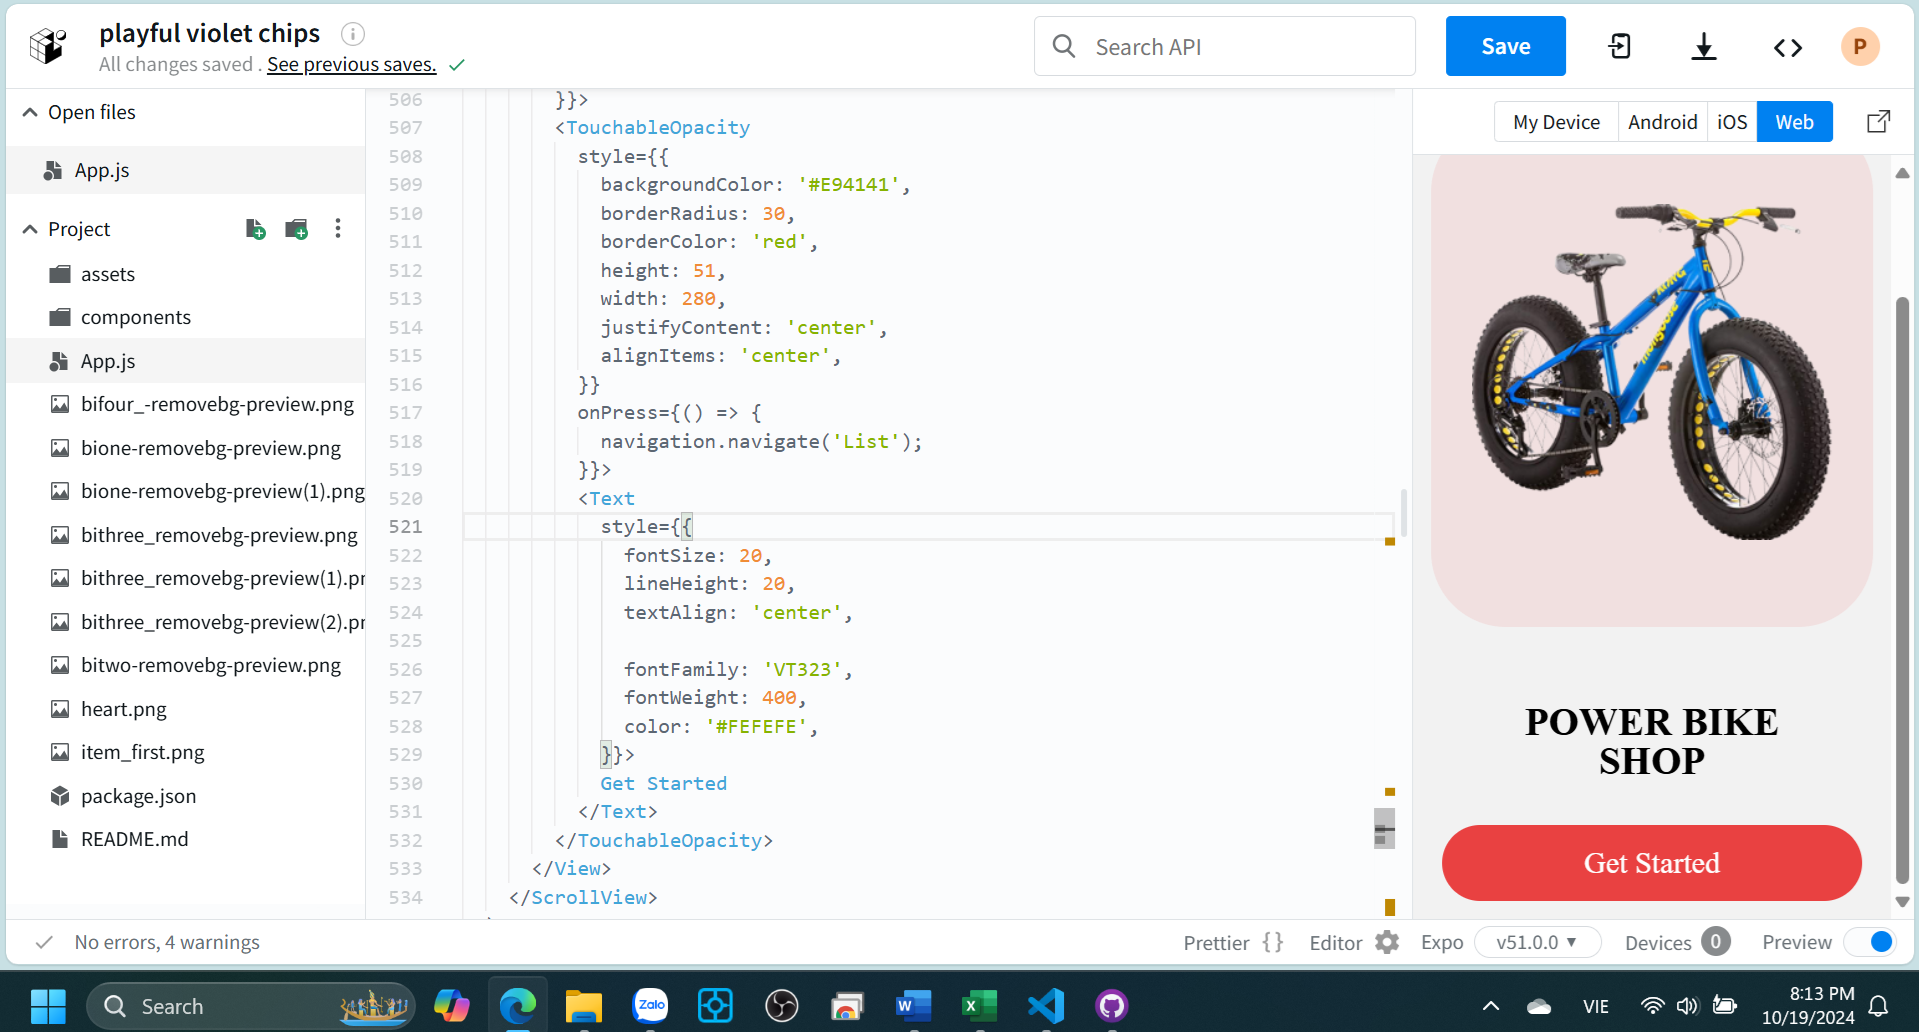 playful violet chips
All changes saved . See previous saves.
Search API
Save
P
Open files
App.js
Project
assets
components
App.js
bifour_-removebg-preview.png
bione-removebg-preview.png
bione-removebg-preview(1).png
bithree_removebg-preview.png
bithree_removebg-preview(1).pr
bithree_removebg-preview(2).pr
bitwo-removebg-preview.png
heart.png
item_first.png
package.json
README.md
506 }}>
507 <TouchableOpacity
508 style={{
509 backgroundColor: '#E94141',
510 borderRadius: 30,
511 borderColor: 'red',
512 height: 51,
513 width: 280,
514 justifyContent: 'center',
515 alignItems: 'center',
516 }}
517 onPress={() => {
518 navigation.navigate('List');
519 }}>
520 <Text
521 style={{
522 fontSize: 20,
523 lineHeight: 20,
524 textAlign: 'center',
525
526 fontFamily: 'VT323',
527 fontWeight: 400,
528 color: '#FEFEFE',
529 }}>
530 Get Started
531 </Text>
532 </TouchableOpacity>
533 </View>
534 </ScrollView>
My Device Android iOS Web
mongoose
POWER BIKE
SHOP
Get Started
No errors, 4 warnings
Prettier {} Editor Expo v51.0.0 Devices 0 Preview
Search
Zalo
VIE
8:13 PM
10/19/2024